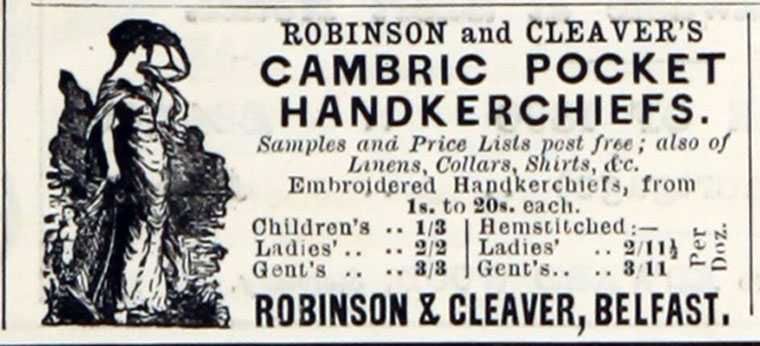 ROBINSON and CLEAVER'S
CAMBRIC POCKET
HANDKERCHIEFS.
Samples and Price Lists post free; also of
Linens, Collars, Shirts, &c.
Embroidered Handkerchiefs, from
1s. to 20s. each.
Children's .. 1/3 | Hemstitched:—
Ladies' .. .. 2/2 | Ladies' .. 2/11½
Gent's .. .. 3/3 | Gent's.. .. 3/11
Per Doz.
ROBINSON & CLEAVER, BELFAST.